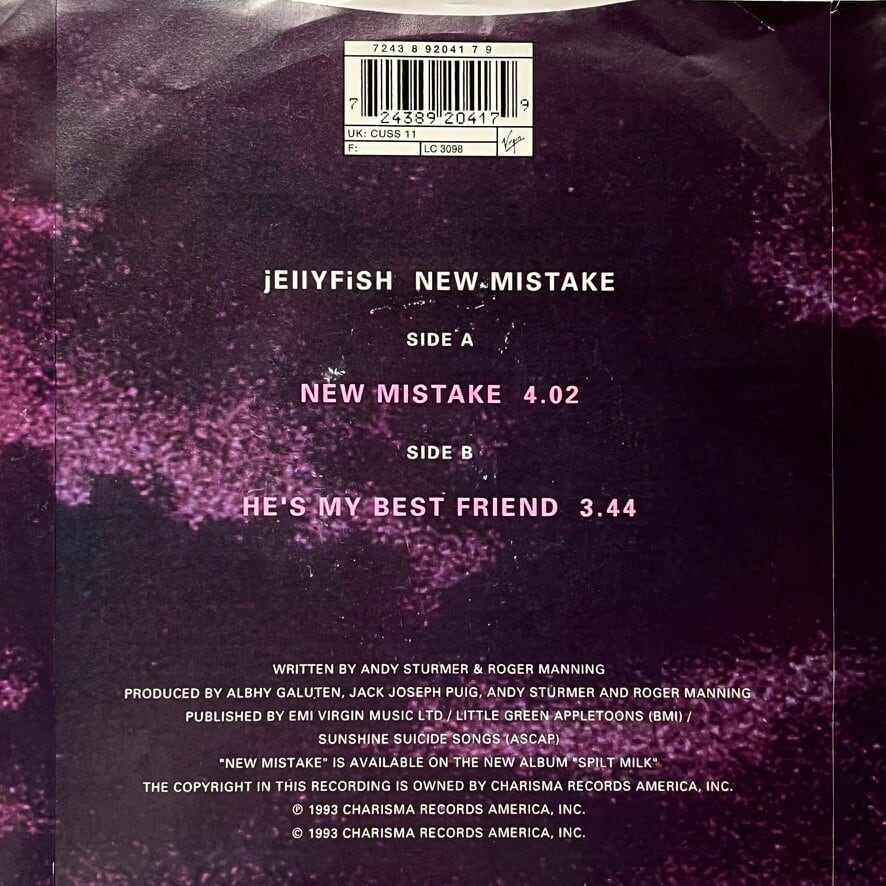 7243 8 92041 7 9
7 24389 20417 9
UK: CUSS 11
F: LC 3098 Virgin
jEllYFiSH NEW MISTAKE
SIDE A
NEW MISTAKE 4.02
SIDE B
HE'S MY BEST FRIEND 3.44
WRITTEN BY ANDY STURMER & ROGER MANNING
PRODUCED BY ALBHY GALUTEN, JACK JOSEPH PUIG, ANDY STURMER AND ROGER MANNING
PUBLISHED BY EMI VIRGIN MUSIC LTD / LITTLE GREEN APPLETOONS (BMI) /
SUNSHINE SUICIDE SONGS (ASCAP)
"NEW MISTAKE" IS AVAILABLE ON THE NEW ALBUM "SPILT MILK"
THE COPYRIGHT IN THIS RECORDING IS OWNED BY CHARISMA RECORDS AMERICA, INC.
℗ 1993 CHARISMA RECORDS AMERICA, INC.
© 1993 CHARISMA RECORDS AMERICA, INC.